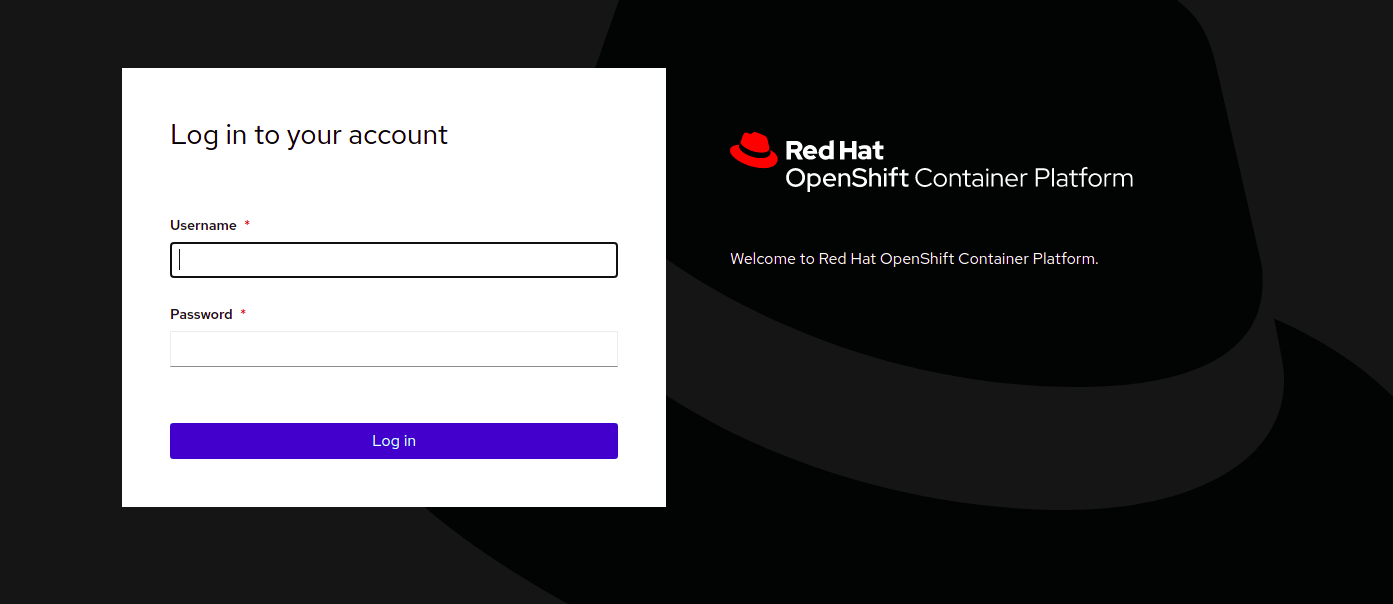 Log in to your account
Username *
Password *
Log in
Red Hat
OpenShift Container Platform
Welcome to Red Hat OpenShift Container Platform.